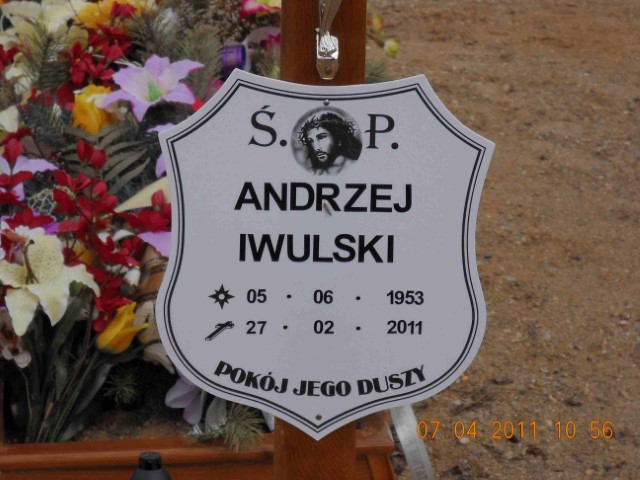 Ś. P.
ANDRZEJ
IWULSKI
05 · 06 · 1953
27 · 02 · 2011
POKÓJ JEGO DUSZY
07 04 2011 10 56